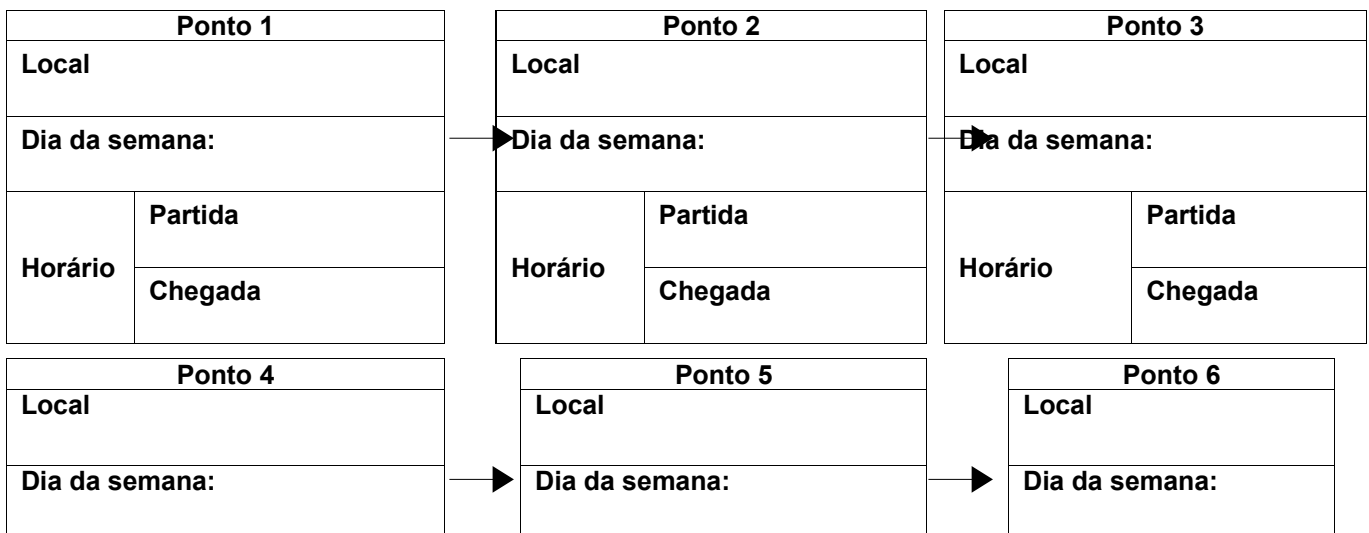 Ponto 1
Local
Dia da semana:
Horário
Partida
Chegada
Ponto 2
Local
Dia da semana:
Horário
Partida
Chegada
Ponto 3
Local
Dia da semana:
Horário
Partida
Chegada
Ponto 4
Local
Dia da semana:
Ponto 5
Local
Dia da semana:
Ponto 6
Local
Dia da semana: